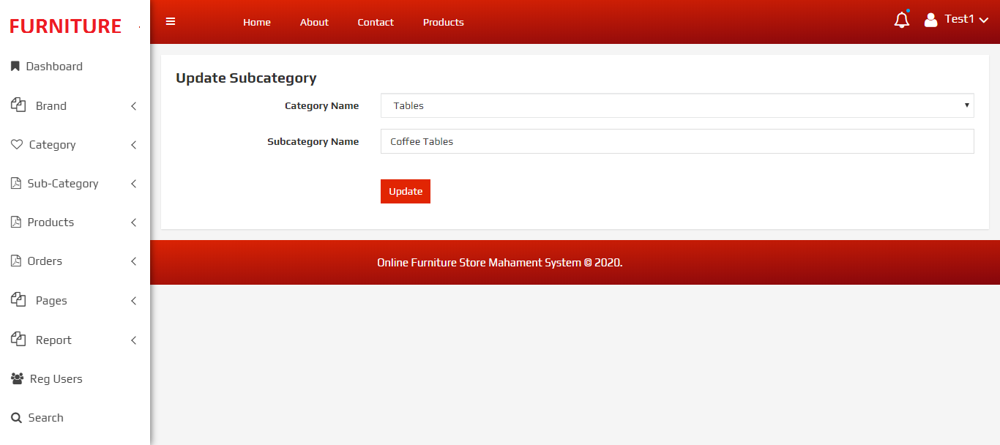 FURNITURE
Home About Contact Products
Test1
Dashboard
Brand
Category
Sub-Category
Products
Orders
Pages
Report
Reg Users
Search
Update Subcategory
Category Name Tables
Subcategory Name Coffee Tables
Update
Online Furniture Store Mahament System © 2020.